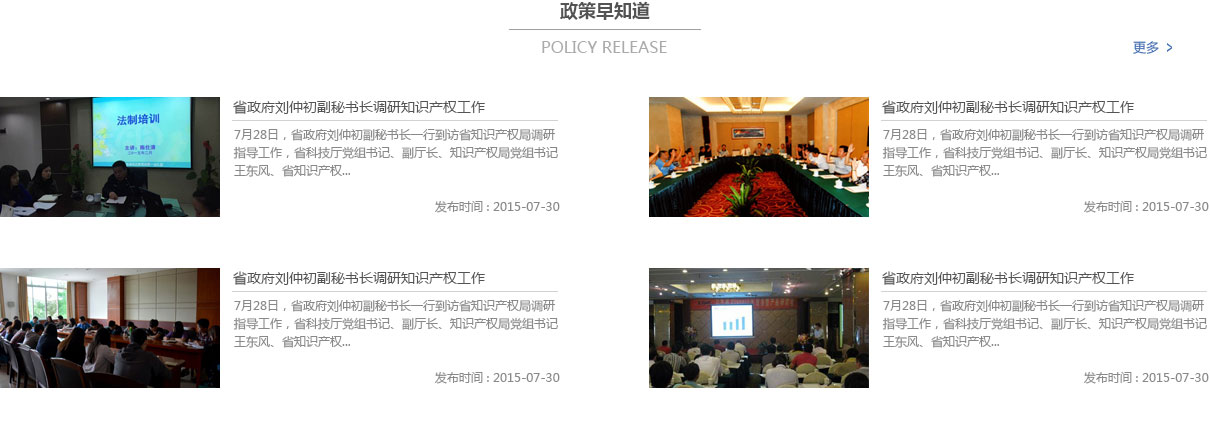 政策早知道
POLICY RELEASE
更多 >
法制培训
省政府刘仲初副秘书长调研知识产权工作
7月28日，省政府刘仲初副秘书长一行到访省知识产权局调研
指导工作，省科技厅党组书记、副厅长、知识产权局党组书记
王东风、省知识产权...
发布时间 : 2015-07-30
省政府刘仲初副秘书长调研知识产权工作
7月28日，省政府刘仲初副秘书长一行到访省知识产权局调研
指导工作，省科技厅党组书记、副厅长、知识产权局党组书记
王东风、省知识产权...
发布时间 : 2015-07-30
省政府刘仲初副秘书长调研知识产权工作
7月28日，省政府刘仲初副秘书长一行到访省知识产权局调研
指导工作，省科技厅党组书记、副厅长、知识产权局党组书记
王东风、省知识产权...
发布时间 : 2015-07-30
省政府刘仲初副秘书长调研知识产权工作
7月28日，省政府刘仲初副秘书长一行到访省知识产权局调研
指导工作，省科技厅党组书记、副厅长、知识产权局党组书记
王东风、省知识产权...
发布时间 : 2015-07-30